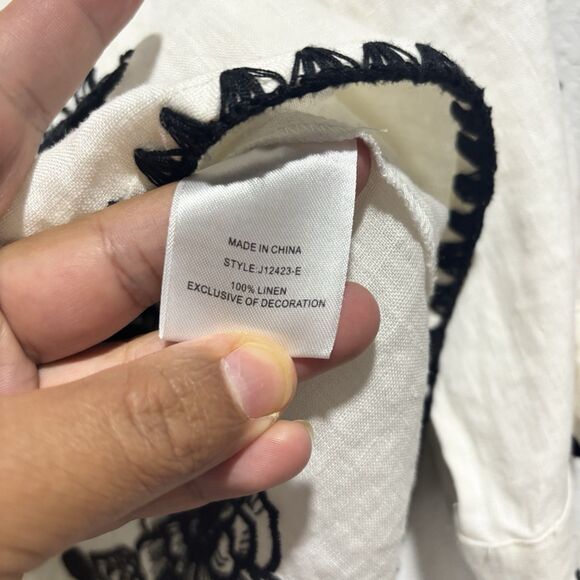 MADE IN CHINA
STYLE:J12423-E
100% LINEN
EXCLUSIVE OF DECORATION